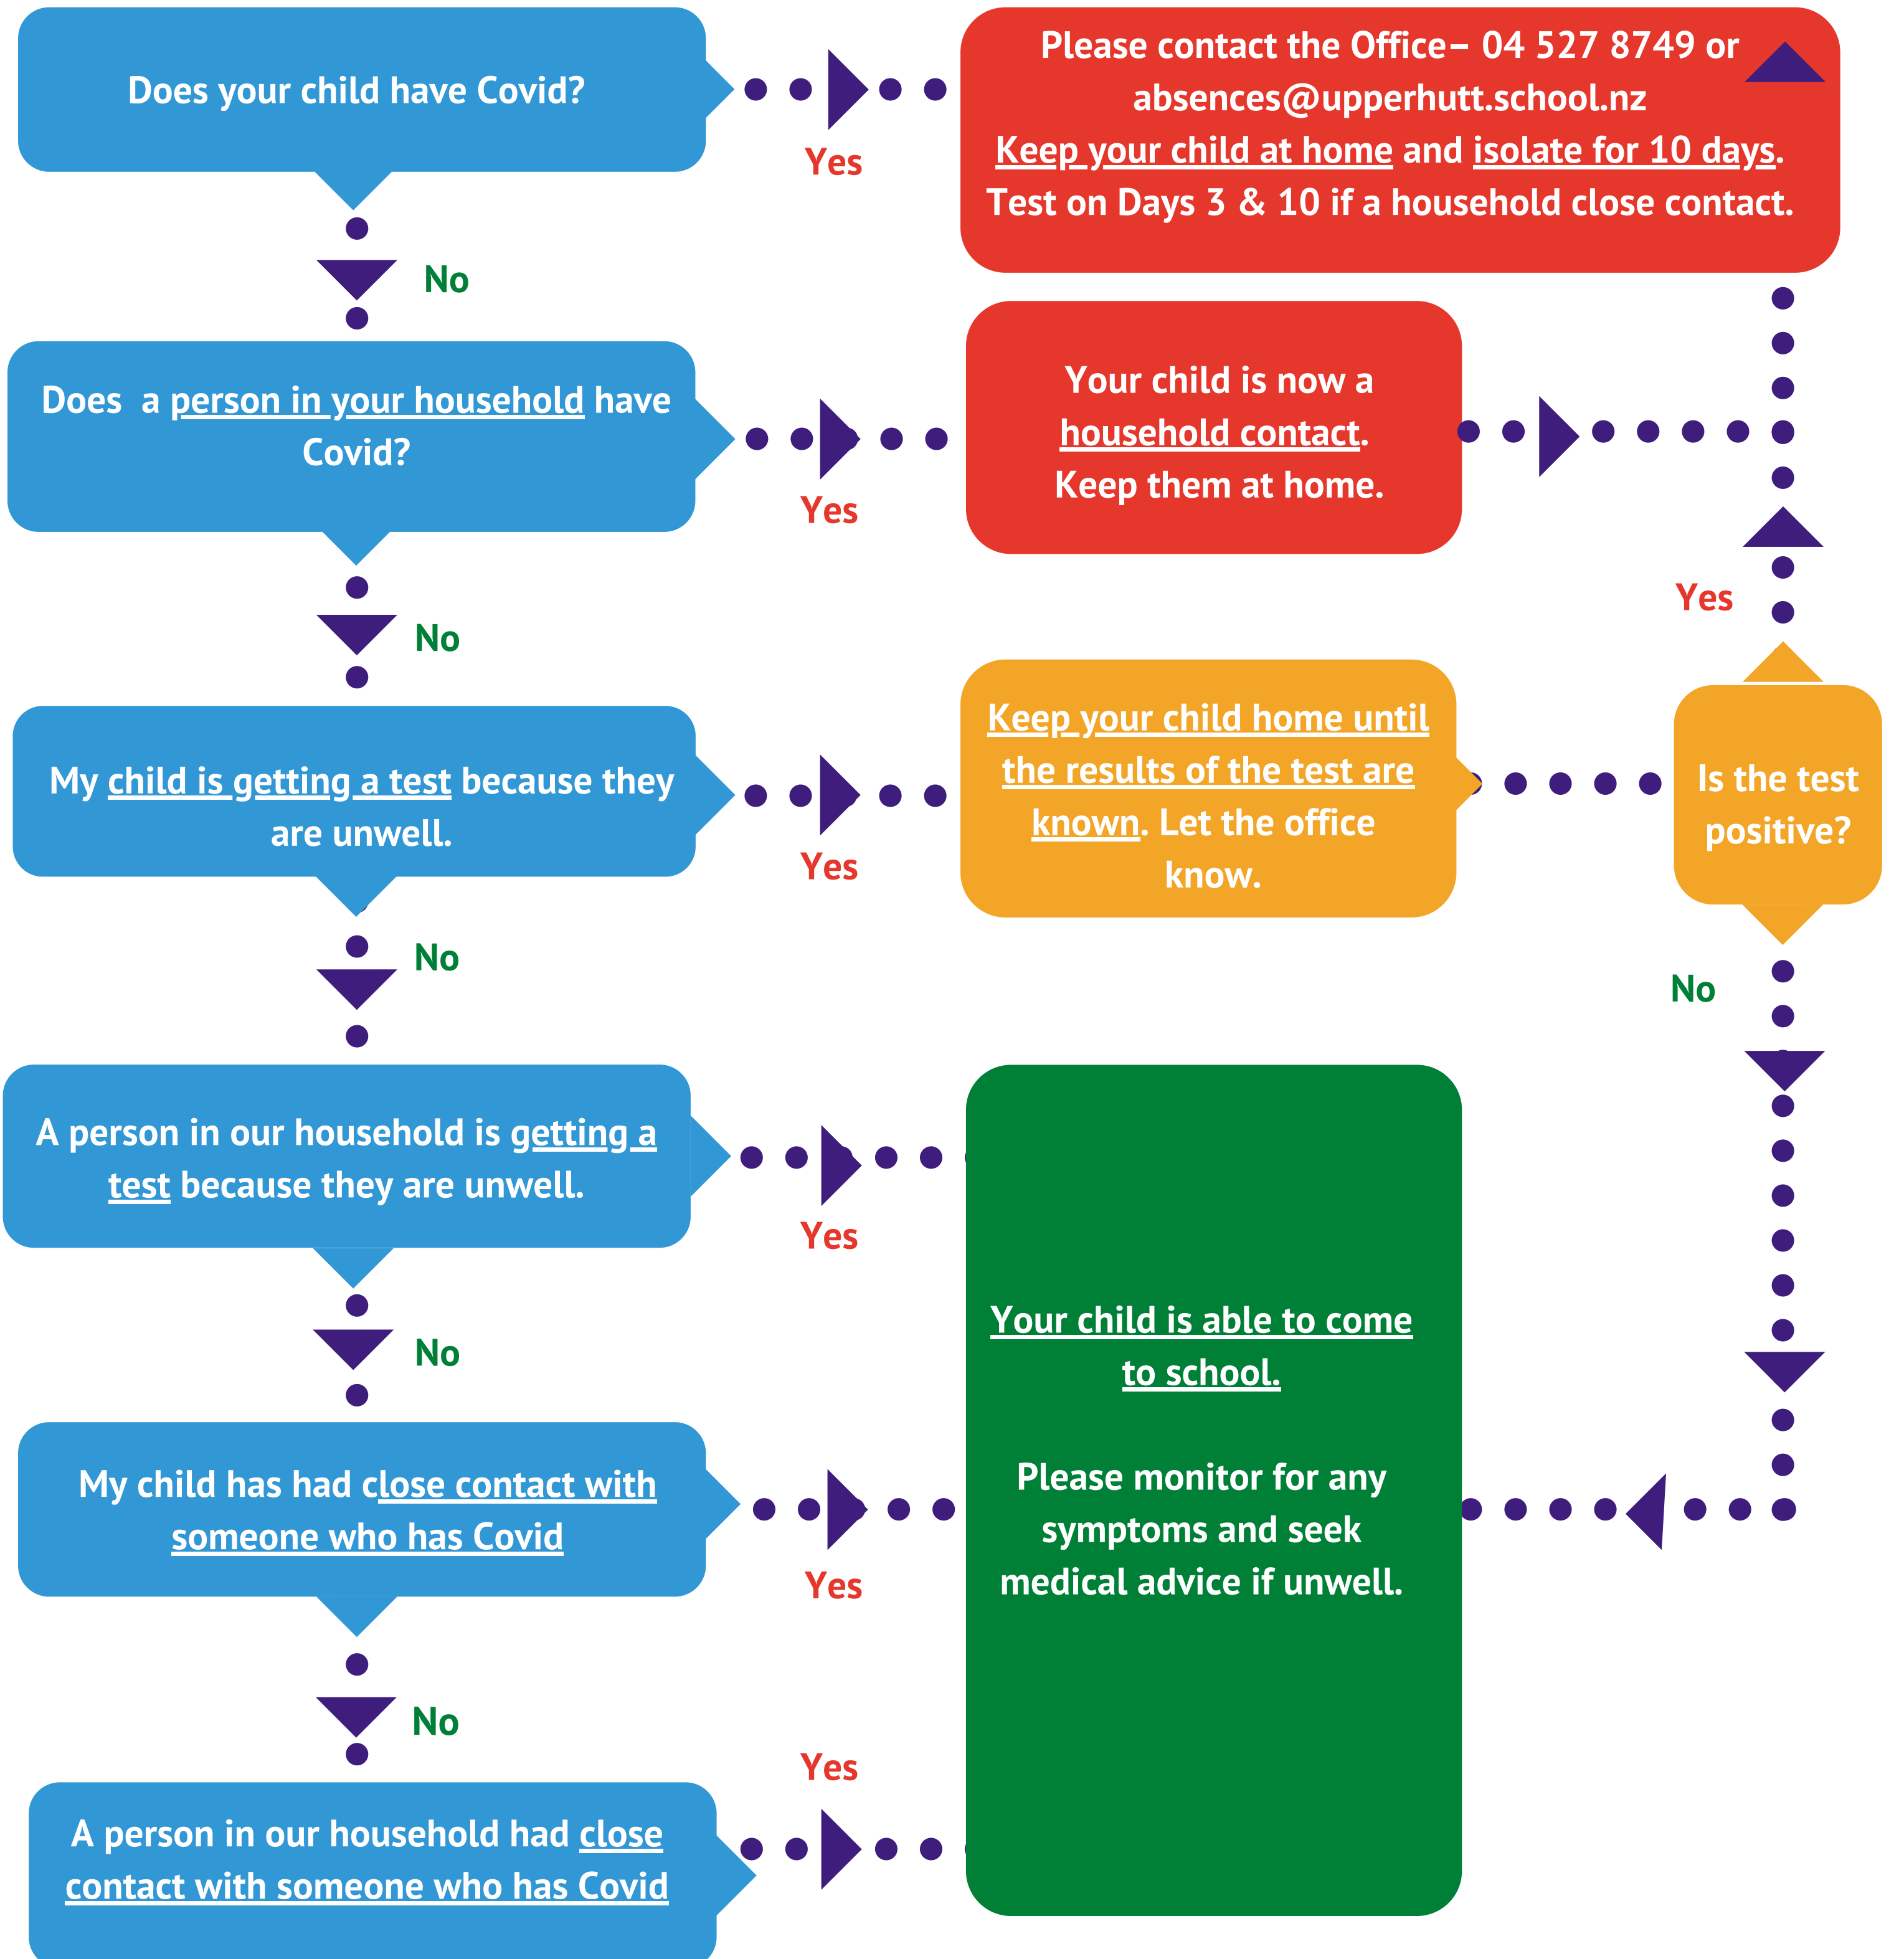 Does your child have Covid?
Yes
Please contact the Office– 04 527 8749 or
absences@upperhutt.school.nz
Keep your child at home and isolate for 10 days.
Test on Days 3 & 10 if a household close contact.
No
Does a person in your household have
Covid?
Yes
Your child is now a
household contact.
Keep them at home.
Yes
No
My child is getting a test because they
are unwell.
Yes
Keep your child home until
the results of the test are
known. Let the office
know.
Is the test
positive?
No
No
A person in our household is getting a
test because they are unwell.
Yes
Your child is able to come
to school.
Please monitor for any
symptoms and seek
medical advice if unwell.
No
My child has had close contact with
someone who has Covid
Yes
No
A person in our household had close
contact with someone who has Covid
Yes